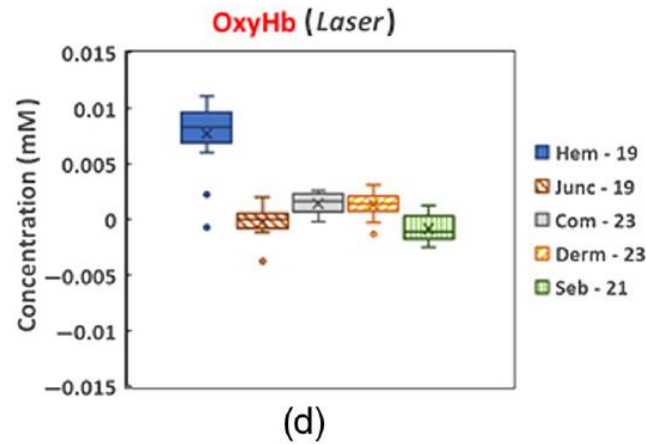 OxyHb (Laser)
Concentration (mM)
0.015
0.01
0.005
0
−0.005
−0.01
−0.015
Hem - 19
Junc - 19
Com - 23
Derm - 23
Seb - 21
(d)